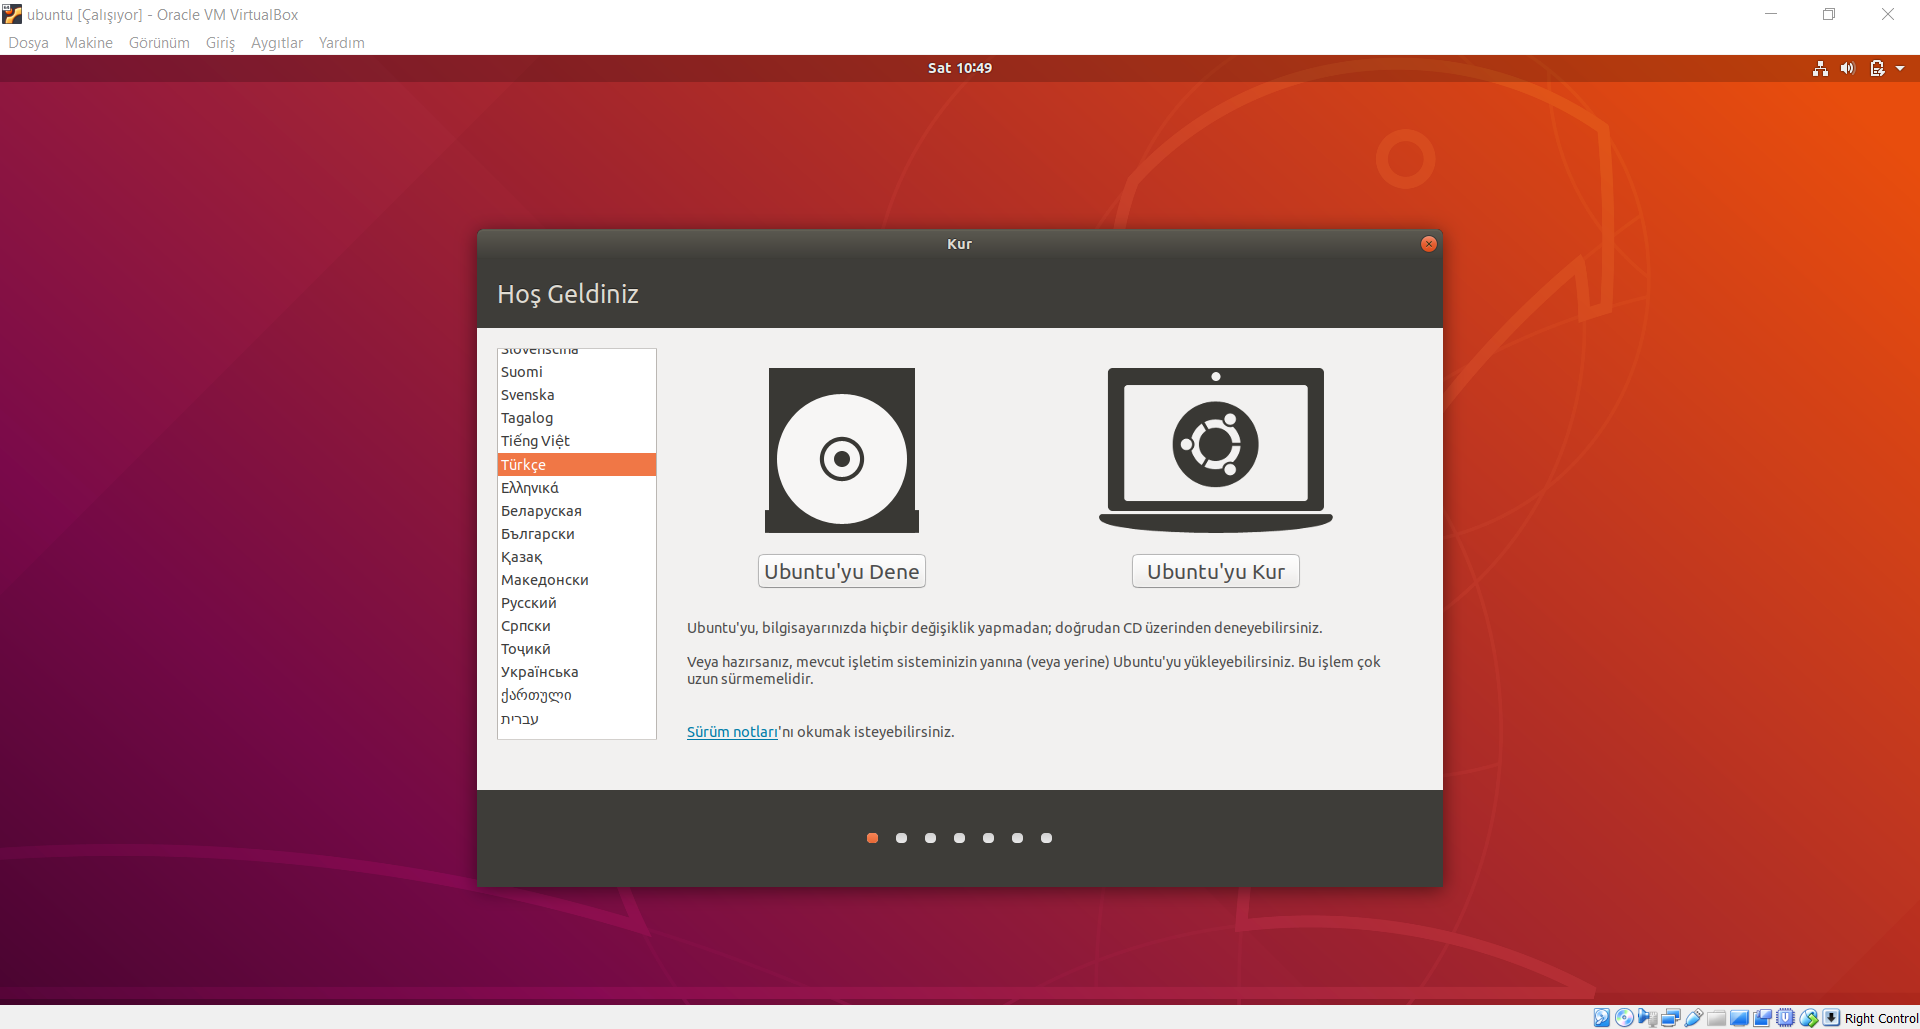 ubuntu [Çalışıyor] - Oracle VM VirtualBox
Dosya Makine Görünüm Giriş Aygıtlar Yardım
Sat 10:49
Kur
Hoş Geldiniz
Slovenščina
Suomi
Svenska
Tagalog
Tiếng Việt
Türkçe
Ελληνικά
Беларуская
Български
Қазақ
Македонски
Русский
Српски
Тоҷикӣ
Українська
ქართული
עברית
Ubuntu'yu Dene
Ubuntu'yu Kur
Ubuntu'yu, bilgisayarınızda hiçbir değişiklik yapmadan; doğrudan CD üzerinden deneyebilirsiniz.
Veya hazırsanız, mevcut işletim sisteminizin yanına (veya yerine) Ubuntu'yu yükleyebilirsiniz. Bu işlem çok
uzun sürmemelidir.
Sürüm notları'nı okumak isteyebilirsiniz.
Right Control